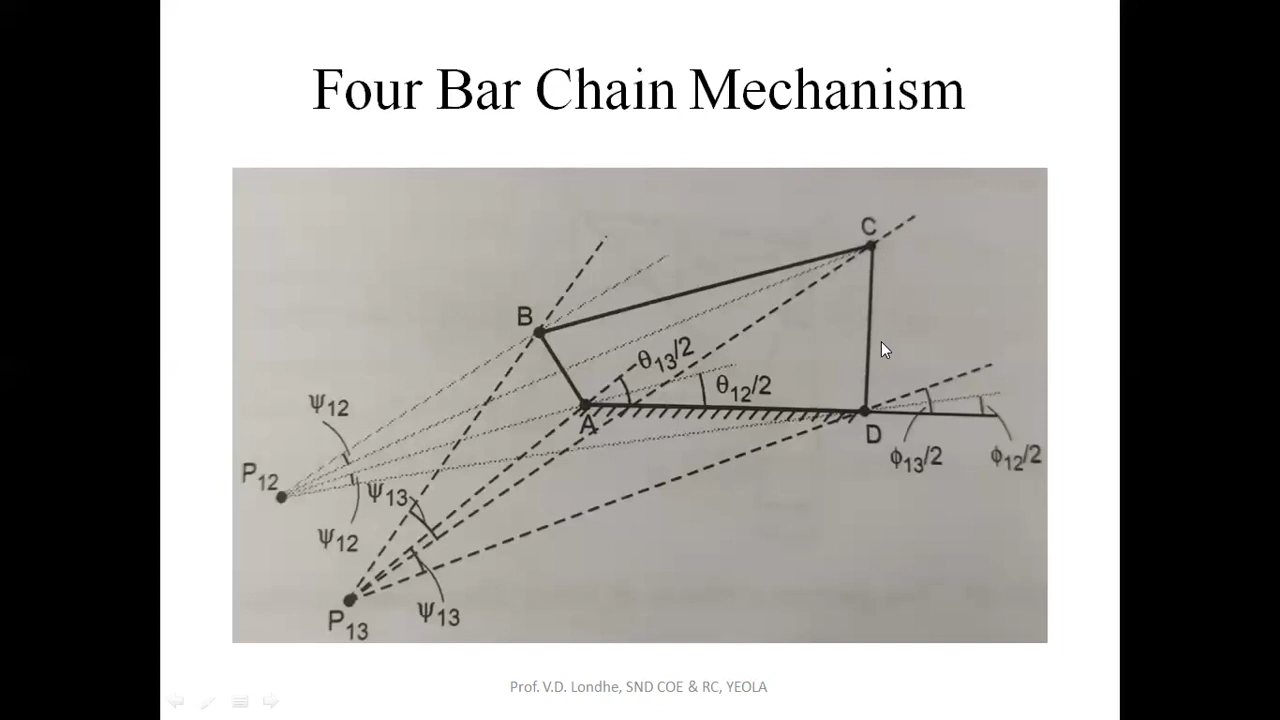 Four Bar Chain Mechanism
C
B
θ13/2
θ12/2
A
D
ψ12
ϕ13/2
ϕ12/2
P12
ψ13
ψ12
ψ13
P13
Prof. V.D. Londhe, SND COE & RC, YEOLA